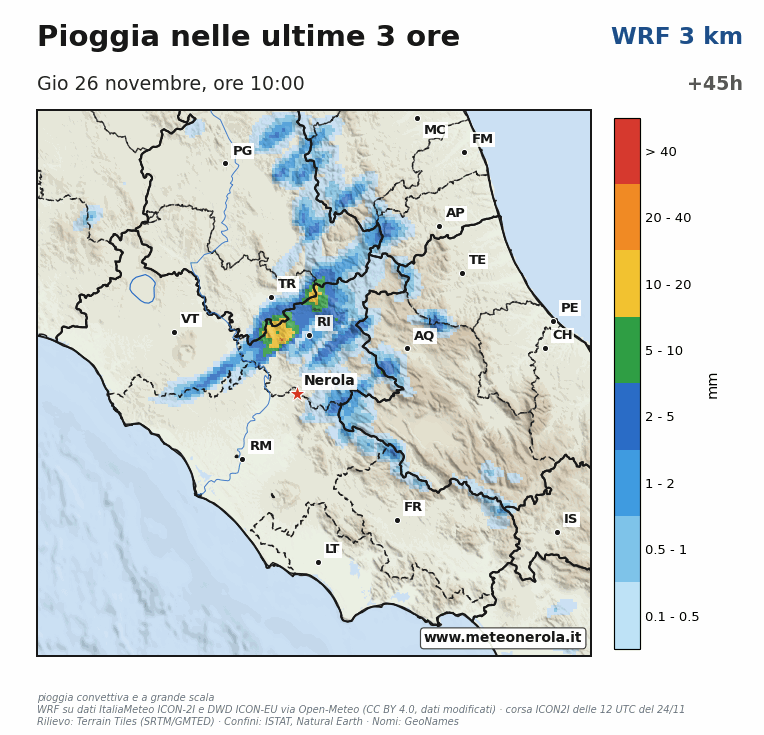 Pioggia nelle ultime 3 ore
WRF 3 km
Gio 26 novembre, ore 10:00
+45h
MC
FM
PG
AP
TE
TR
PE
VT
RI
CH
AQ
Nerola
RM
FR
IS
LT
www.meteonerola.it
> 40
20 - 40
10 - 20
5 - 10
2 - 5
1 - 2
0.5 - 1
0.1 - 0.5
mm
pioggia convettiva e a grande scala
WRF su dati ItaliaMeteo ICON-2I e DWD ICON-EU via Open-Meteo (CC BY 4.0, dati modificati) · corsa ICON2I delle 12 UTC del 24/11
Rilievo: Terrain Tiles (SRTM/GMTED) · Confini: ISTAT, Natural Earth · Nomi: GeoNames